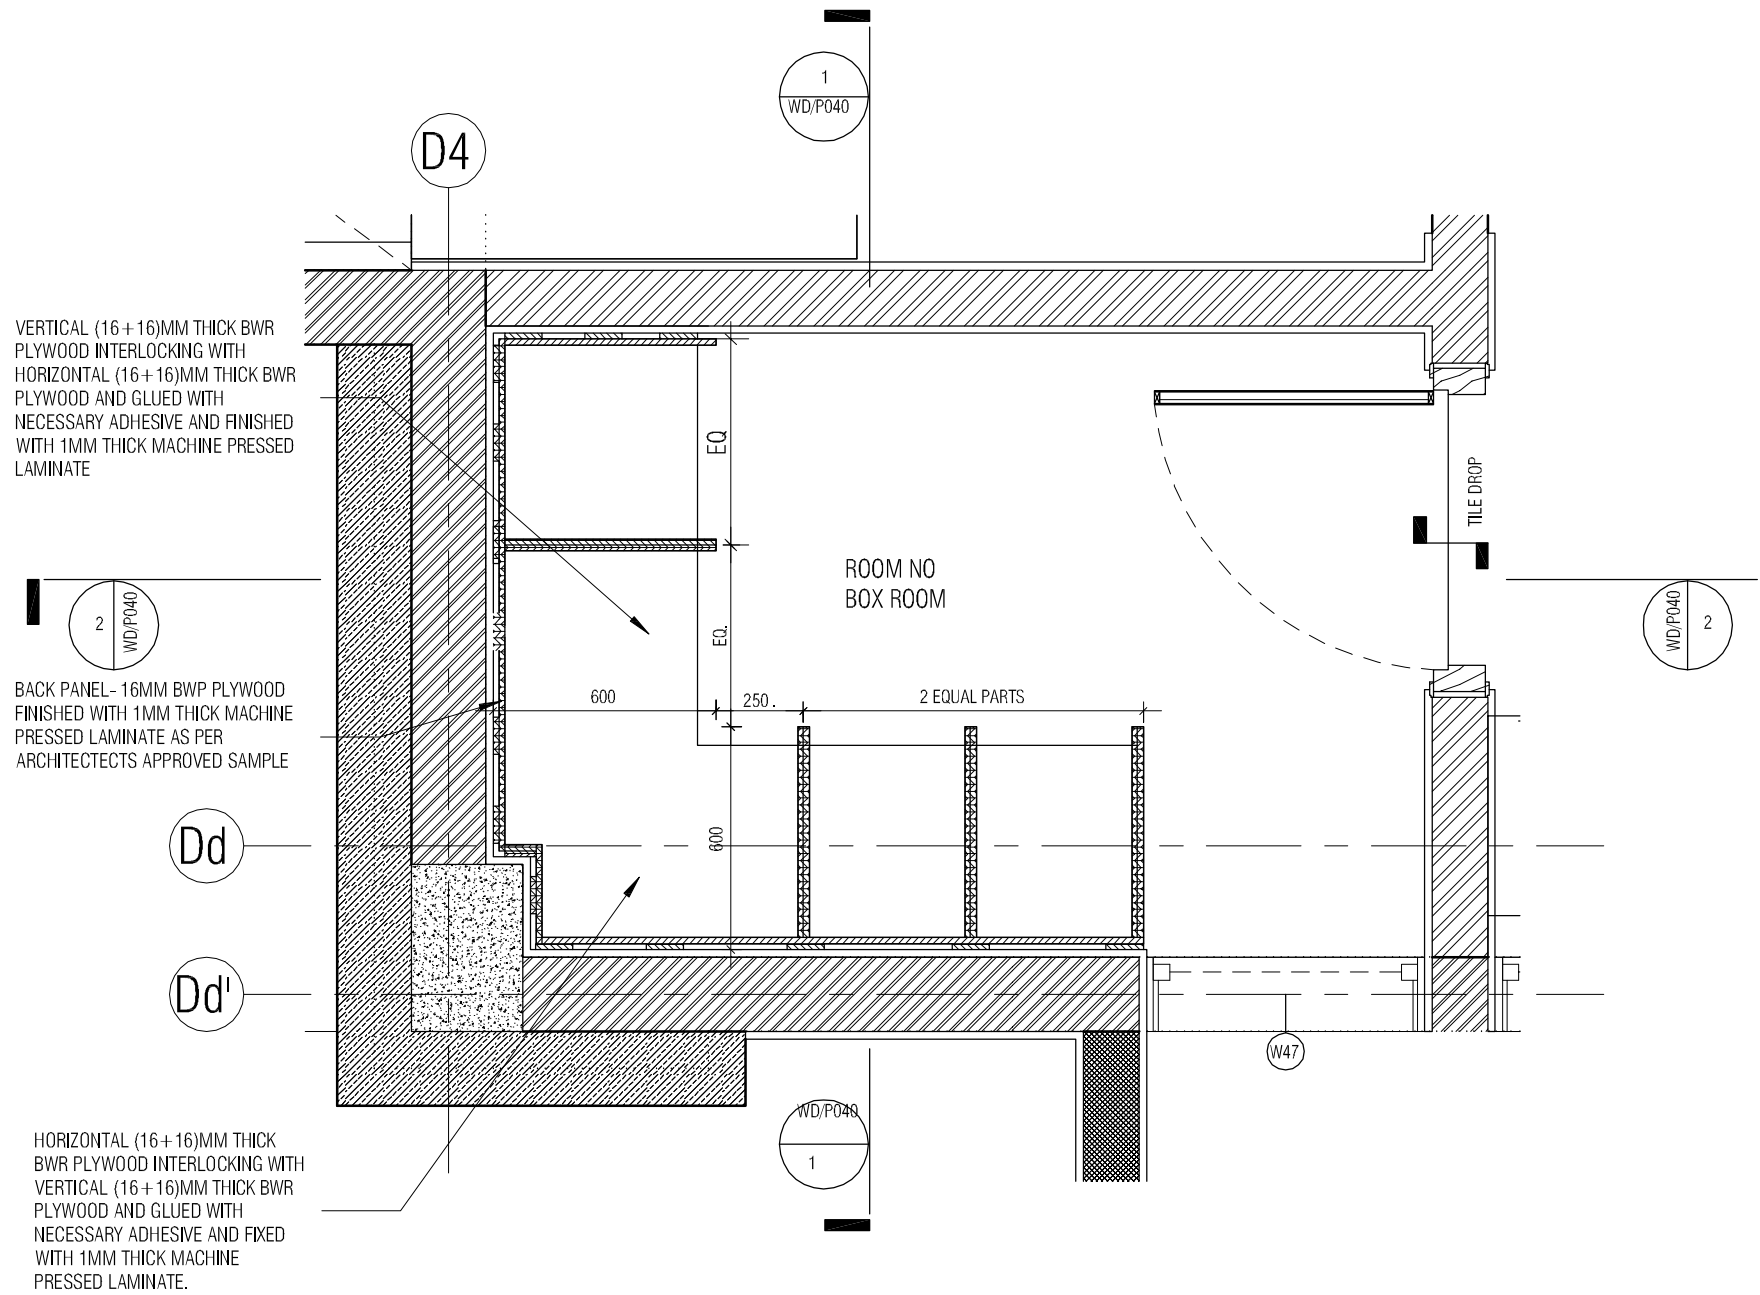 1
WD/P040
D4
VERTICAL (16+16)MM THICK BWR
PLYWOOD INTERLOCKING WITH
HORIZONTAL (16+16)MM THICK BWR
PLYWOOD AND GLUED WITH
NECESSARY ADHESIVE AND FINISHED
WITH 1MM THICK MACHINE PRESSED
LAMINATE
EQ
TILE DROP
ROOM NO
BOX ROOM
2
WD/P040
EQ.
WD/P040
2
BACK PANEL- 16MM BWP PLYWOOD
FINISHED WITH 1MM THICK MACHINE
PRESSED LAMINATE AS PER
ARCHITECTECTS APPROVED SAMPLE
600
250.
2 EQUAL PARTS
600
Dd
Dd'
W47
WD/P040
1
HORIZONTAL (16+16)MM THICK
BWR PLYWOOD INTERLOCKING WITH
VERTICAL (16+16)MM THICK BWR
PLYWOOD AND GLUED WITH
NECESSARY ADHESIVE AND FIXED
WITH 1MM THICK MACHINE
PRESSED LAMINATE.